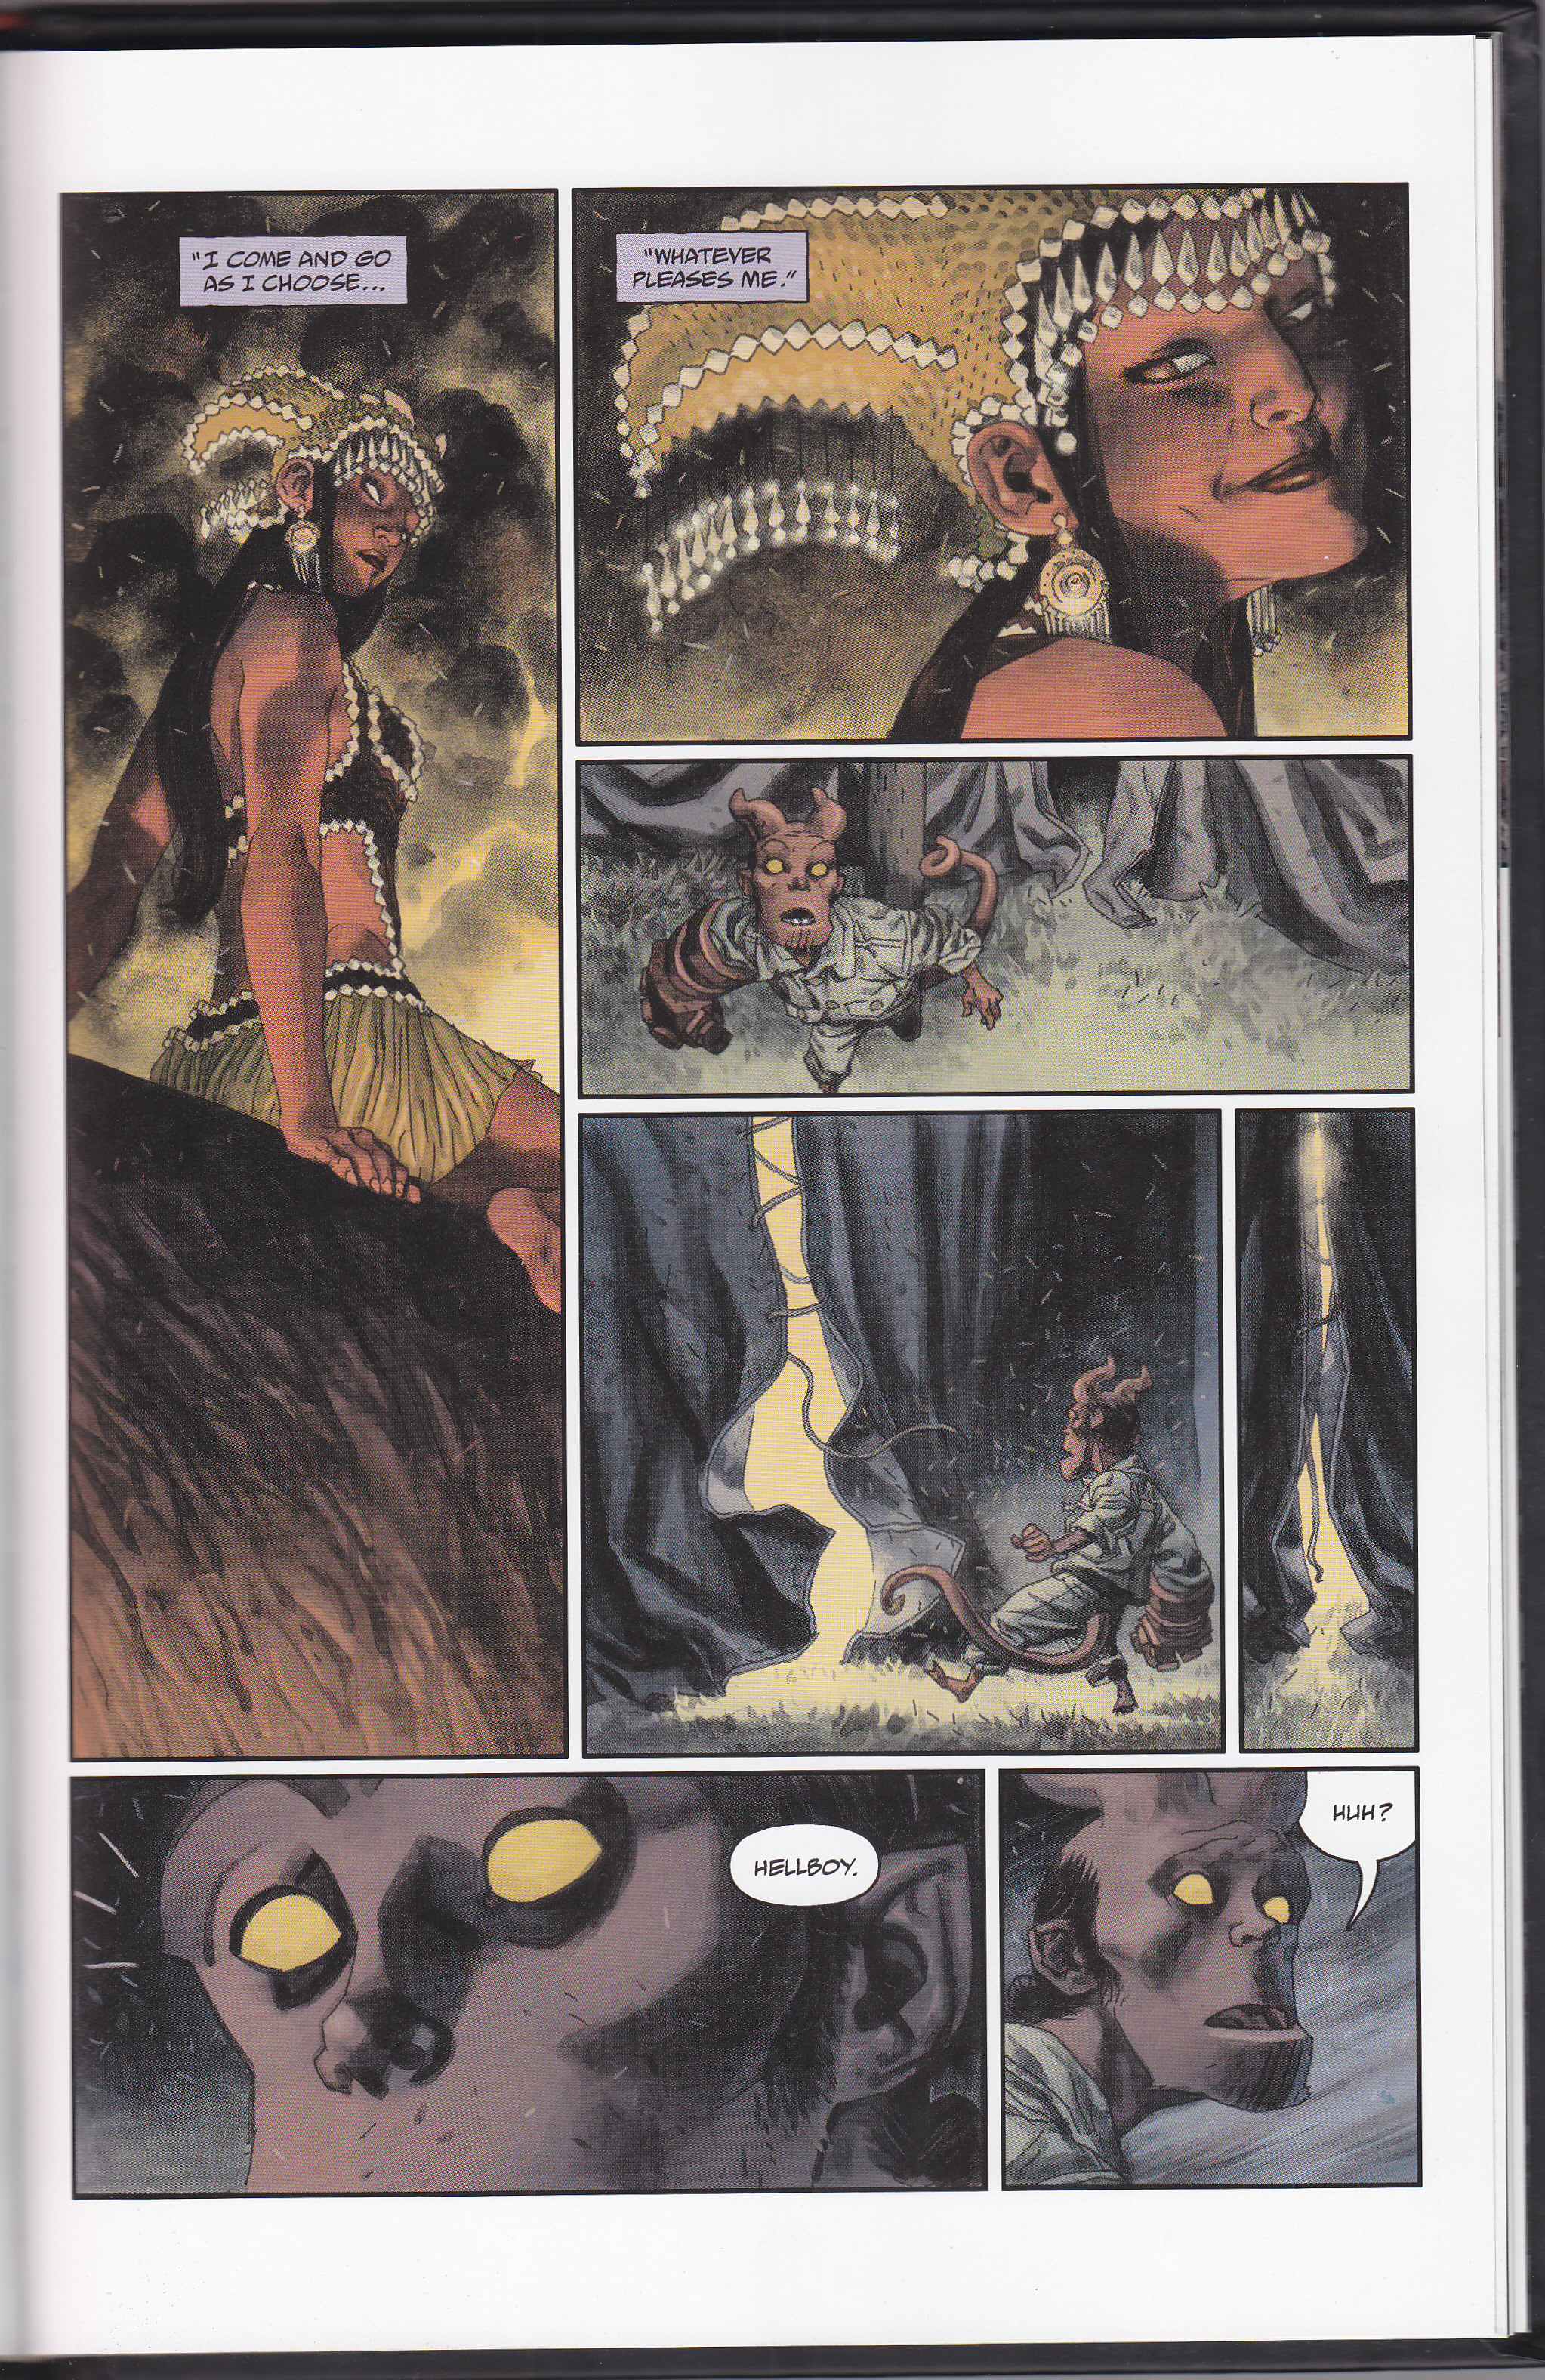 "I COME AND GO
AS I CHOOSE...
"WHATEVER
PLEASES ME."
HELLBOY.
HUH?